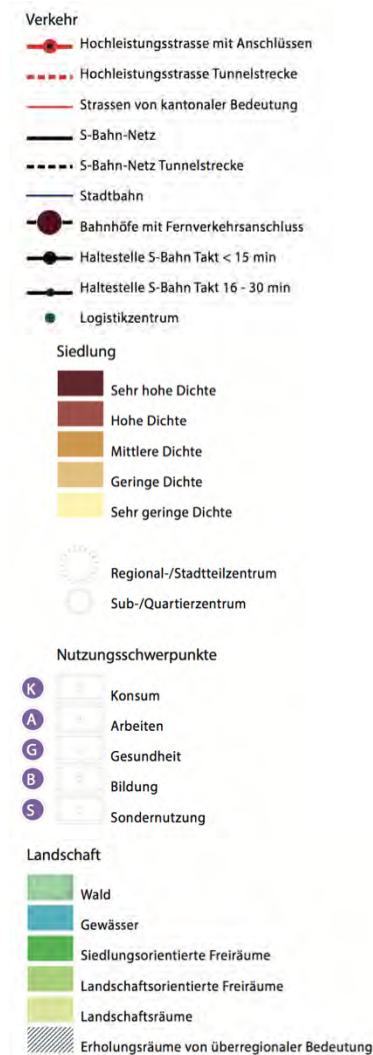 Verkehr
Hochleistungsstrasse mit Anschlüssen
Hochleistungsstrasse Tunnelstrecke
Strassen von kantonaler Bedeutung
S-Bahn-Netz
S-Bahn-Netz Tunnelstrecke
Stadtbahn
Bahnhöfe mit Fernverkehrsanschluss
Haltestelle S-Bahn Takt < 15 min
Haltestelle S-Bahn Takt 16 - 30 min
Logistikzentrum
Siedlung
Sehr hohe Dichte
Hohe Dichte
Mittlere Dichte
Geringe Dichte
Sehr geringe Dichte
Regional-/Stadtteilzentrum
Sub-/Quartierzentrum
Nutzungsschwerpunkte
K Konsum
A Arbeiten
G Gesundheit
B Bildung
S Sondernutzung
Landschaft
Wald
Gewässer
Siedlungsorientierte Freiräume
Landschaftsorientierte Freiräume
Landschaftsräume
Erholungsräume von überregionaler Bedeutung